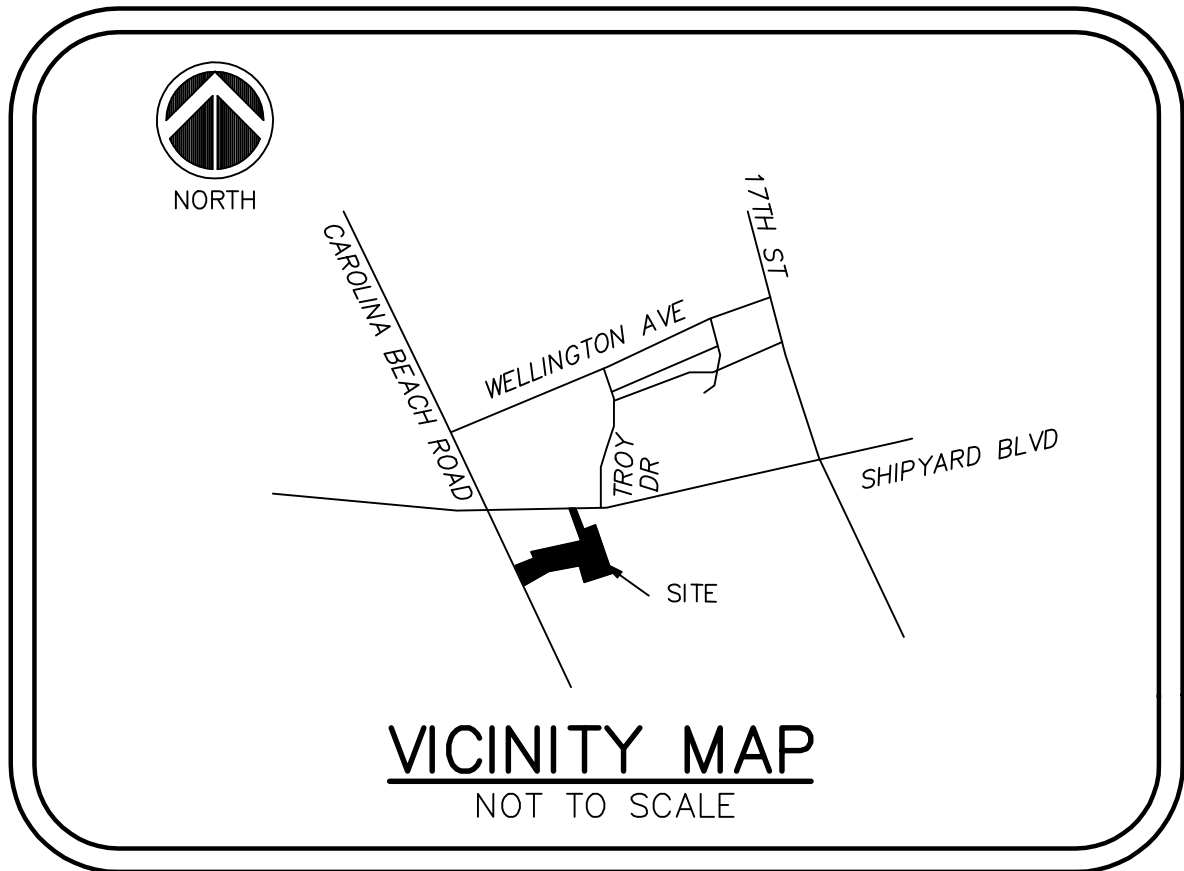 NORTH
17TH ST
CAROLINA BEACH ROAD
WELLINGTON AVE
TROY
DR
SHIPYARD BLVD
SITE
VICINITY MAP
NOT TO SCALE